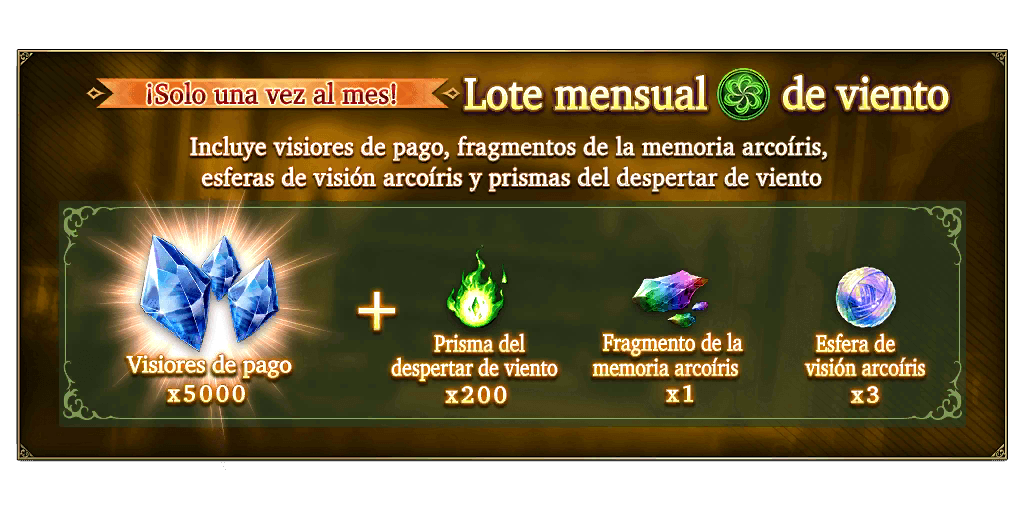 ¡Solo una vez al mes!
Lote mensual de viento
Incluye visiores de pago, fragmentos de la memoria arcoíris,
esferas de visión arcoíris y prismas del despertar de viento
Visiores de pago
x5000
+
Prisma del
despertar de viento
x200
Fragmento de la
memoria arcoíris
x1
Esfera de
visión arcoíris
x3